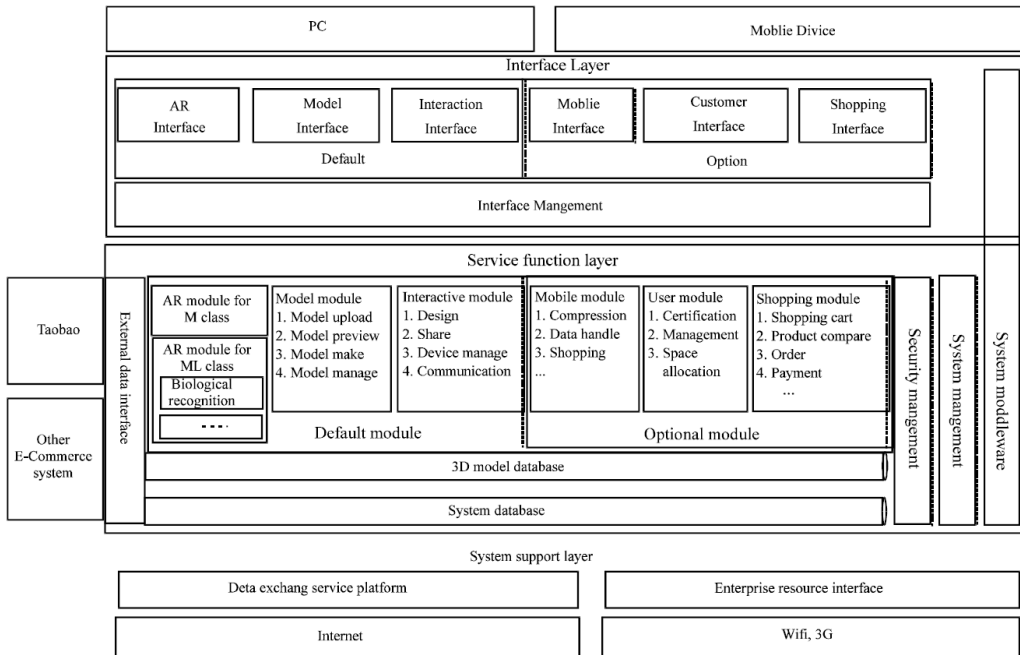 PC
Moblie Divice
Interface Layer
AR
Interface
Model
Interface
Interaction
Interface
Moblie
Interface
Customer
Interface
Shopping
Interface
Default
Option
Interface Mangement
Service function layer
Taobao
Other
E-Commerce
system
External data interface
AR module for
M class
AR module for
ML class
Biological
recognition
Model module
1. Model upload
2. Model preview
3. Model make
4. Model manage
Interactive module
1. Design
2. Share
3. Device manage
4. Communication
Default module
Mobile module
1. Compression
2. Data handle
3. Shopping
...
User module
1. Certification
2. Management
3. Space
allocation
Shopping module
1. Shopping cart
2. Product compare
3. Order
4. Payment
...
Optional module
3D model database
System database
Security mangement
System mangement
System moddleware
System support layer
Deta exchang service platform
Enterprise resource interface
Internet
Wifi, 3G